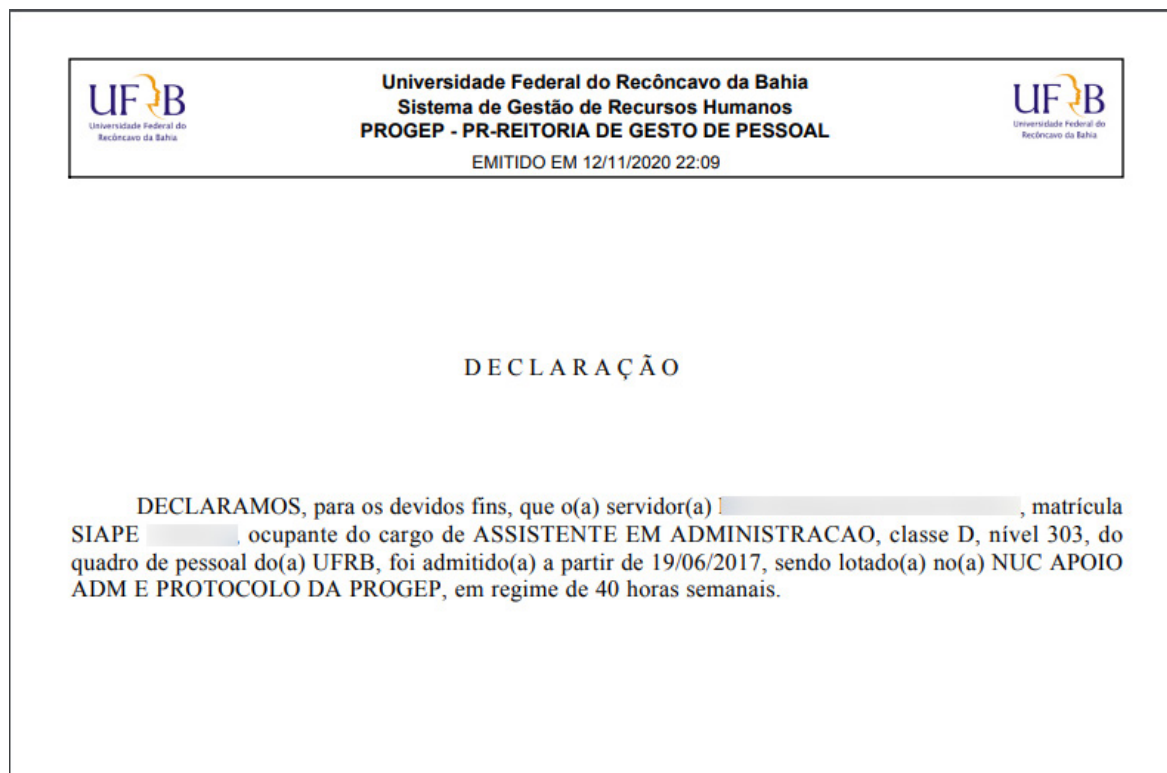 UFRB
Universidade Federal do
Recôncavo da Bahia
Universidade Federal do Recôncavo da Bahia
Sistema de Gestão de Recursos Humanos
PROGEP - PR-REITORIA DE GESTO DE PESSOAL
EMITIDO EM 12/11/2020 22:09
UFRB
Universidade Federal do
Recôncavo da Bahia
D E C L A R A Ç Ã O
DECLARAMOS, para os devidos fins, que o(a) servidor(a) , matrícula
SIAPE , ocupante do cargo de ASSISTENTE EM ADMINISTRACAO, classe D, nível 303, do
quadro de pessoal do(a) UFRB, foi admitido(a) a partir de 19/06/2017, sendo lotado(a) no(a) NUC APOIO
ADM E PROTOCOLO DA PROGEP, em regime de 40 horas semanais.